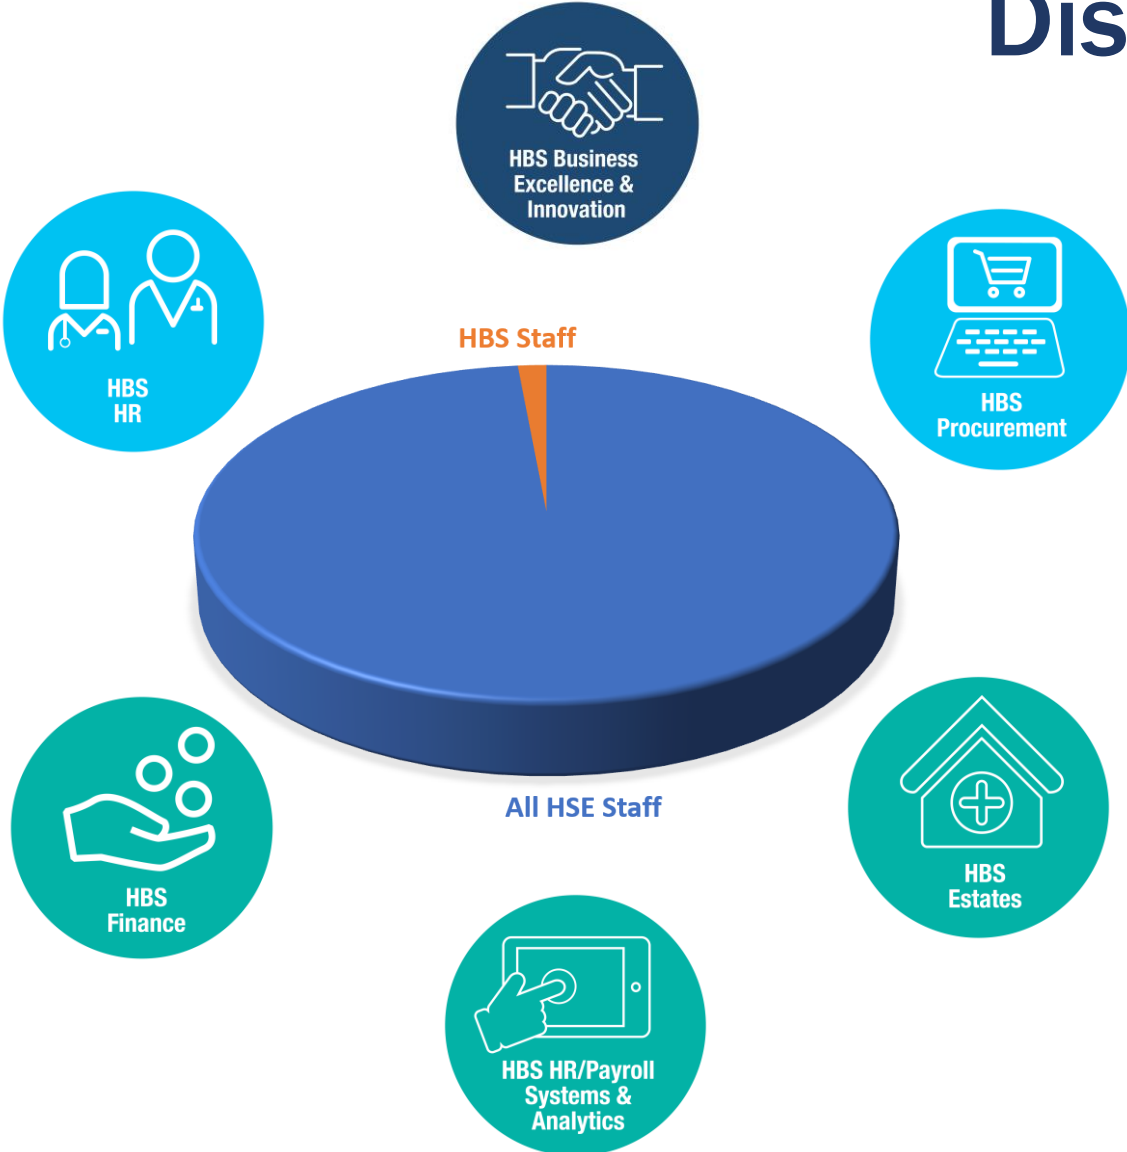 Dis
HBS Business
Excellence &
Innovation
HBS
HR
HBS
Procurement
HBS Staff
All HSE Staff
HBS
Finance
HBS
Estates
HBS HR/Payroll
Systems &
Analytics